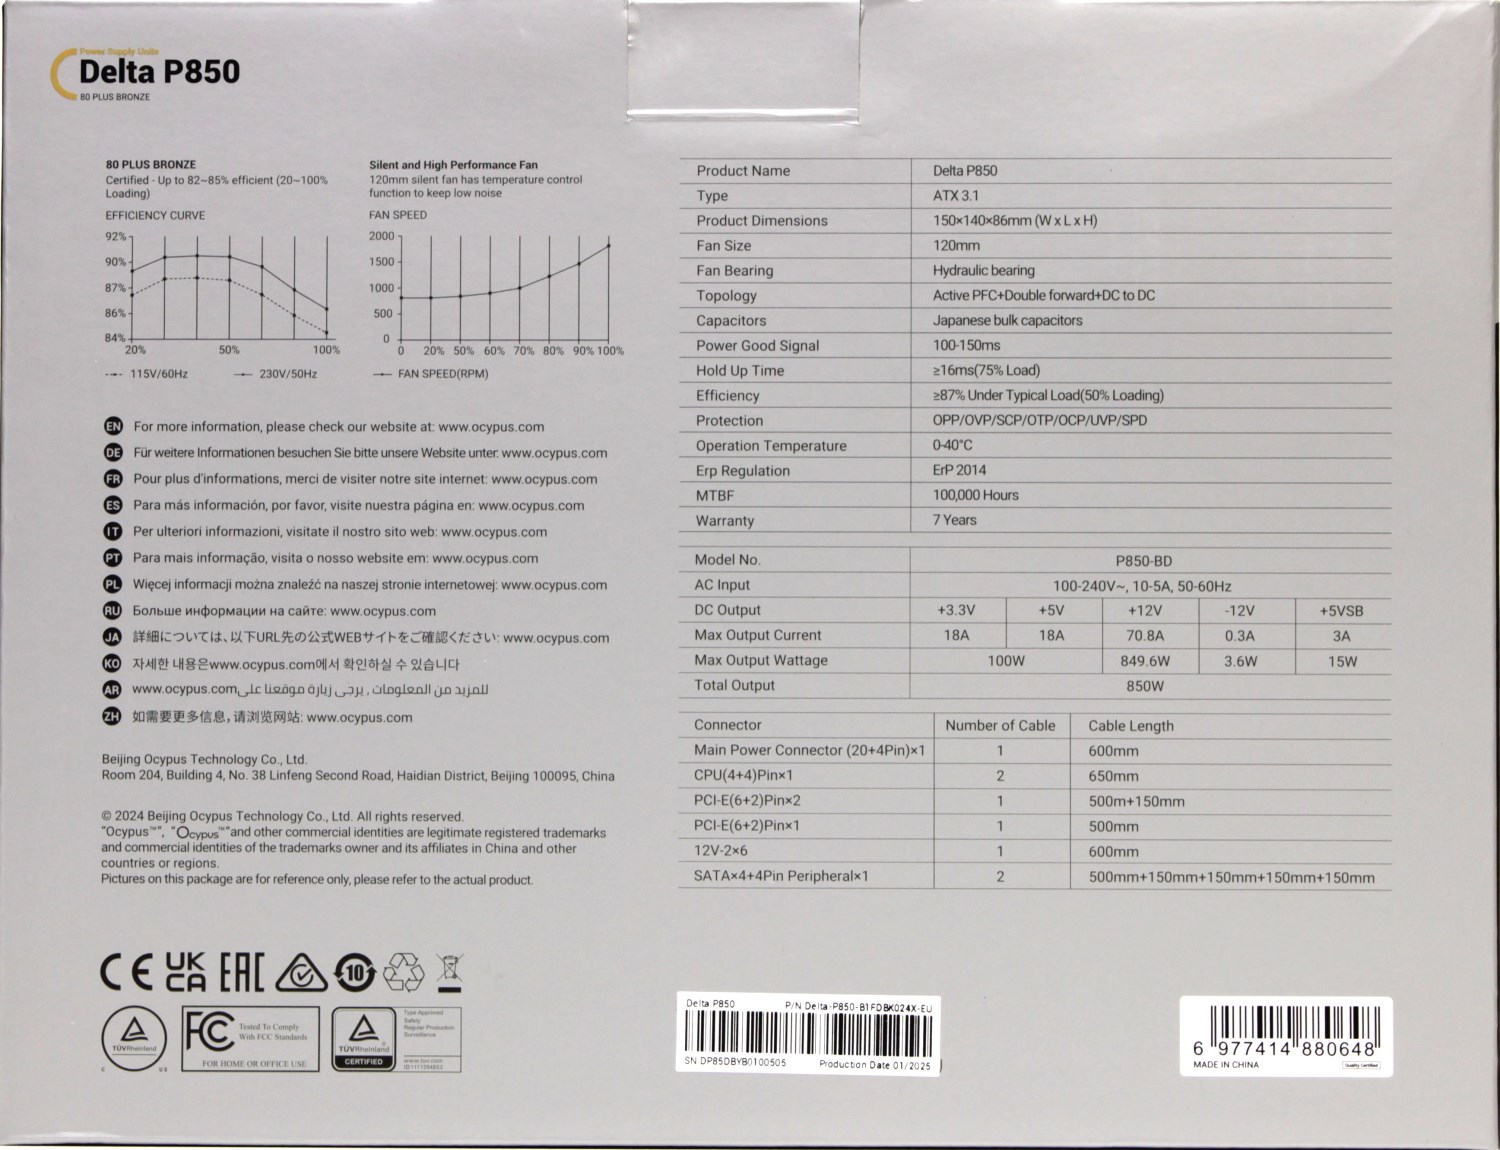 Power Supply Units
Delta P850
80 PLUS BRONZE
80 PLUS BRONZE
Certified - Up to 82~85% efficient (20~100%
Loading)
EFFICIENCY CURVE
92%
90%
87%
86%
84%
20% 50% 100%
115V/60Hz 230V/50Hz
Silent and High Performance Fan
120mm silent fan has temperature control
function to keep low noise
FAN SPEED
2000
1500
1000
500
0
0 20% 50% 60% 70% 80% 90% 100%
FAN SPEED(RPM)
EN For more information, please check our website at: www.ocypus.com
DE Für weitere Informationen besuchen Sie bitte unsere Website unter: www.ocypus.com
FR Pour plus d'informations, merci de visiter notre site internet: www.ocypus.com
ES Para más información, por favor, visite nuestra página en: www.ocypus.com
IT Per ulteriori informazioni, visitate il nostro sito web: www.ocypus.com
PT Para mais informação, visita o nosso website em: www.ocypus.com
PL Więcej informacji można znaleźć na naszej stronie internetowej: www.ocypus.com
RU Больше информации на сайте: www.ocypus.com
JA 詳細については、以下URL先の公式WEBサイトをご確認ください: www.ocypus.com
KO 자세한 내용은www.ocypus.com에서 확인하실 수 있습니다
AR للمزيد من المعلومات , يرجى زيارة موقعنا على www.ocypus.com
ZH 如需要更多信息，请浏览网站: www.ocypus.com
Beijing Ocypus Technology Co., Ltd.
Room 204, Building 4, No. 38 Linfeng Second Road, Haidian District, Beijing 100095, China
© 2024 Beijing Ocypus Technology Co., Ltd. All rights reserved.
"Ocypus™", "Ocypus™"and other commercial identities are legitimate registered trademarks
and commercial identities of the trademarks owner and its affiliates in China and other
countries or regions.
Pictures on this package are for reference only, please refer to the actual product.
CE UK CA EAC 10
TÜVRheinland
C US
FC Tested To Comply
With FCC Standards
FOR HOME OR OFFICE USE
TÜVRheinland
CERTIFIED
Type Approved
Safety
Regular Production
Surveillance
www.tuv.com
Product Name Delta P850
Type ATX 3.1
Product Dimensions 150×140×86mm (W x L x H)
Fan Size 120mm
Fan Bearing Hydraulic bearing
Topology Active PFC+Double forward+DC to DC
Capacitors Japanese bulk capacitors
Power Good Signal 100-150ms
Hold Up Time ≥16ms(75% Load)
Efficiency ≥87% Under Typical Load(50% Loading)
Protection OPP/OVP/SCP/OTP/OCP/UVP/SPD
Operation Temperature 0-40°C
Erp Regulation ErP 2014
MTBF 100,000 Hours
Warranty 7 Years
Model No. P850-BD
AC Input 100-240V~, 10-5A, 50-60Hz
DC Output +3.3V +5V +12V -12V +5VSB
Max Output Current 18A 18A 70.8A 0.3A 3A
Max Output Wattage 100W 849.6W 3.6W 15W
Total Output 850W
Connector Number of Cable Cable Length
Main Power Connector (20+4Pin)×1 1 600mm
CPU(4+4)Pin×1 2 650mm
PCI-E(6+2)Pin×2 1 500m+150mm
PCI-E(6+2)Pin×1 1 500mm
12V-2×6 1 600mm
SATA×4+4Pin Peripheral×1 2 500mm+150mm+150mm+150mm+150mm
Delta P850 P/N Delta-P850-B1FDBK024X-EU
SN DP85DBYB0100505 Production Date 01/2025
6 977414 880648
MADE IN CHINA Quality Certified